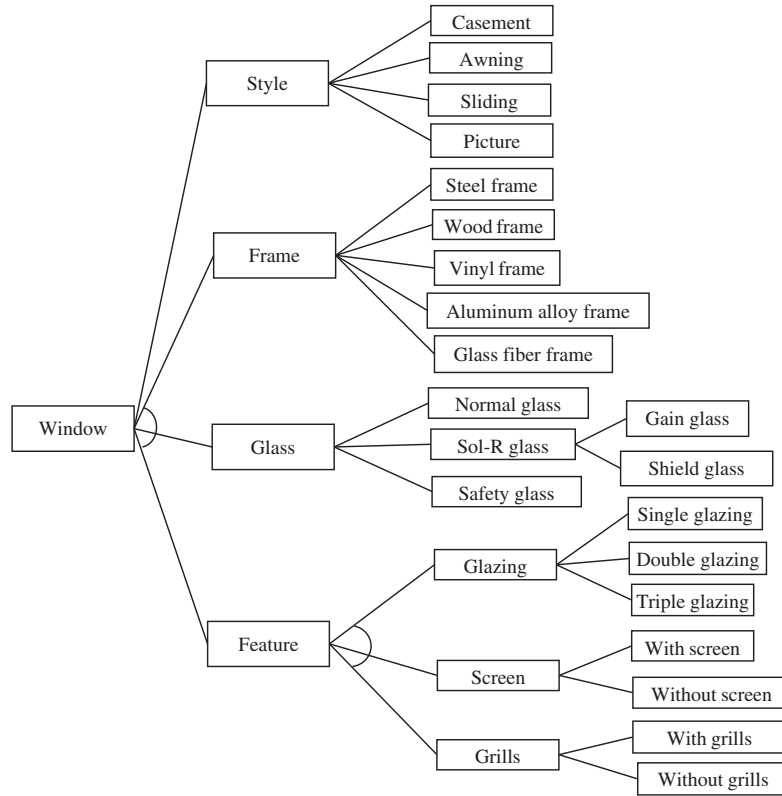 Casement
Awning
Style
Sliding
Picture
Steel frame
Wood frame
Frame
Vinyl frame
Aluminum alloy frame
Glass fiber frame
Normal glass
Gain glass
Window
Glass
Sol-R glass
Shield glass
Safety glass
Single glazing
Glazing
Double glazing
Triple glazing
Feature
With screen
Screen
Without screen
With grills
Grills
Without grills